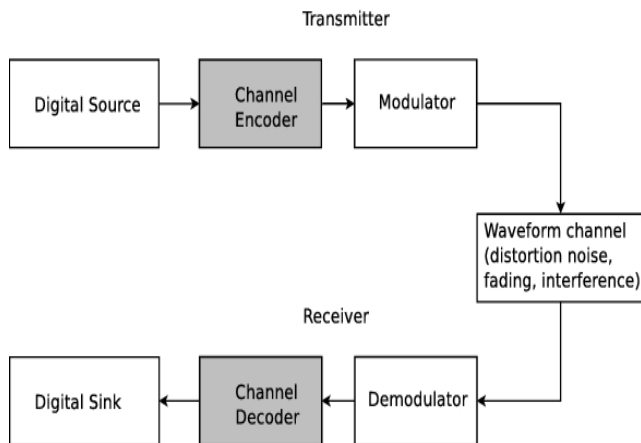 Transmitter
Digital Source
Channel
Encoder
Modulator
Waveform channel
(distortion noise,
fading, interference)
Receiver
Digital Sink
Channel
Decoder
Demodulator